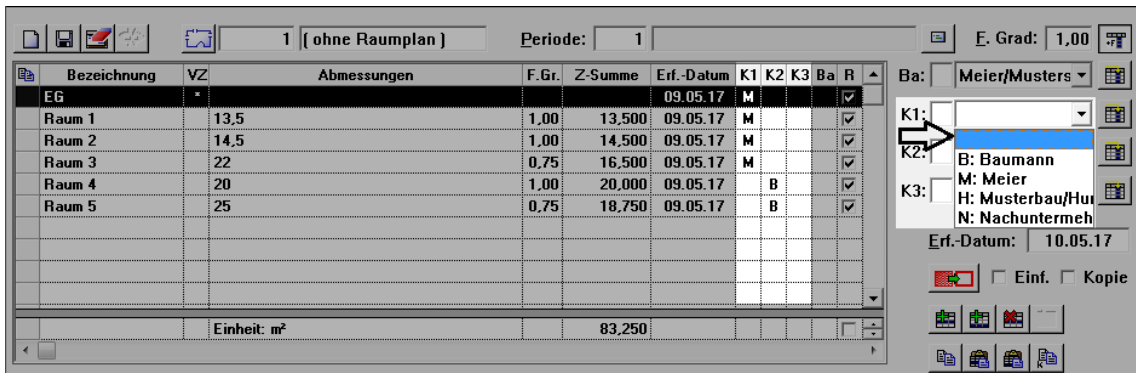 1 ( ohne Raumplan ) Periode: 1 F. Grad: 1,00
Bezeichnung VZ Abmessungen F.Gr. Z-Summe Erf.-Datum K1 K2 K3 Ba R
EG * 09.05.17 M
Raum 1 13,5 1,00 13,500 09.05.17 M
Raum 2 14,5 1,00 14,500 09.05.17 M
Raum 3 22 0,75 16,500 09.05.17 M
Raum 4 20 1,00 20,000 09.05.17 B
Raum 5 25 0,75 18,750 09.05.17 B
Einheit: m² 83,250
Ba: Meier/Musters
K1:
K2:
K3:
B: Baumann
M: Meier
H: Musterbau/Hu
N: Nachuntermeh
Erf.-Datum: 10.05.17
Einf. Kopie